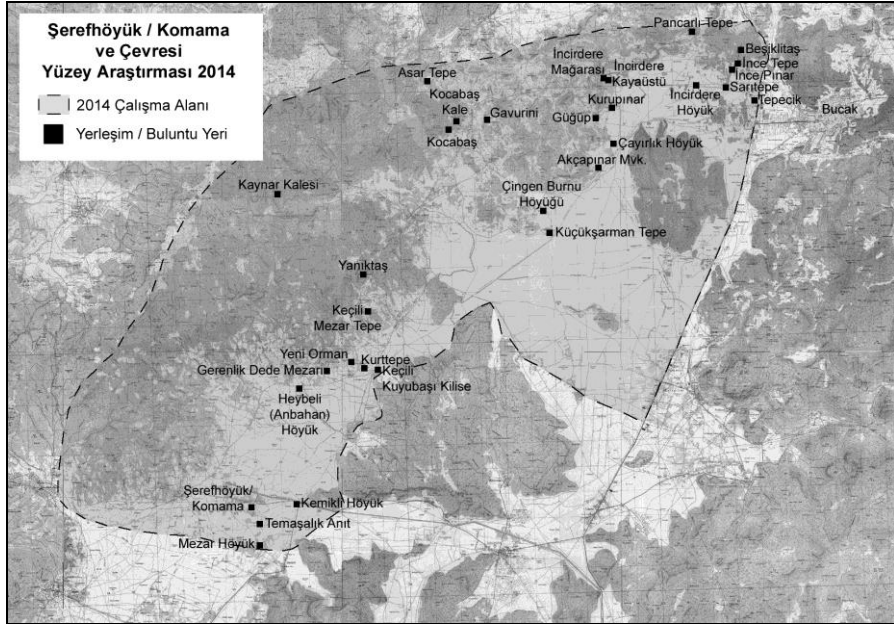 Şerefhöyük / Komama
ve Çevresi
Yüzey Araştırması 2014
2014 Çalışma Alanı
Yerleşim / Buluntu Yeri
Pancarlı Tepe
Beşiklitaş
İnce Tepe
İnce Pınar
Sarıtepe
Tepecik
Bucak
İncirdere
Mağarası
İncirdere
Kayaüstü
İncirdere
Höyük
Asar Tepe
Kocabaş
Kale
Gavurini
Kocabaş
Kurupınar
Güğüp
Çayırlık Höyük
Akçapınar Mvk.
Kaynar Kalesi
Çingen Burnu
Höyüğü
Küçükşarman Tepe
Yanıktaş
Keçili
Mezar Tepe
Yeni Orman
Kurttepe
Gerenlik Dede Mezarı
Keçili
Kuyubaşı Kilise
Heybeli
(Anbahan)
Höyük
Şerefhöyük/
Komama
Kemikli Höyük
Temaşalık Anıt
Mezar Höyük